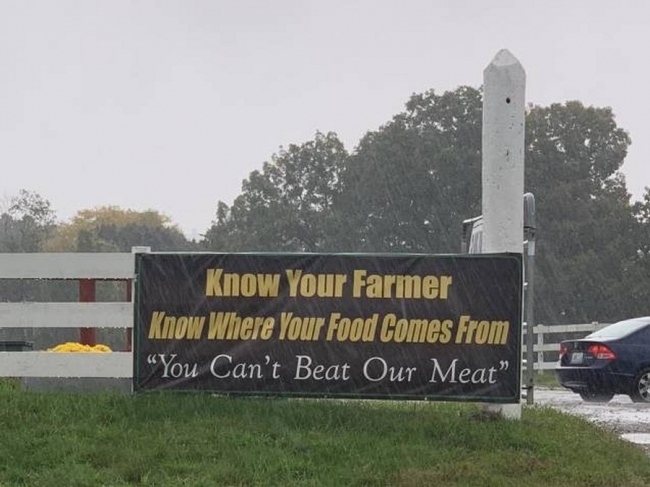 Know Your Farmer
Know Where Your Food Comes From
“You Can’t Beat Our Meat”